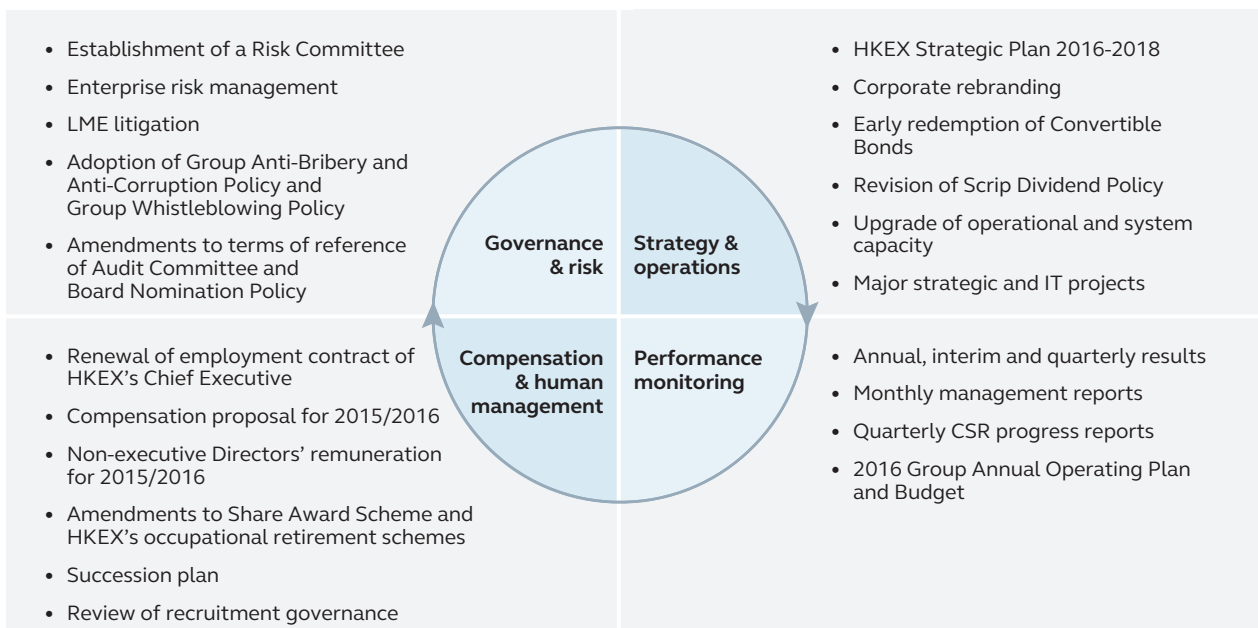 • Establishment of a Risk Committee
• Enterprise risk management
• LME litigation
• Adoption of Group Anti-Bribery and
Anti-Corruption Policy and
Group Whistleblowing Policy
• Amendments to terms of reference
of Audit Committee and
Board Nomination Policy
Governance
& risk
Strategy &
operations
• HKEX Strategic Plan 2016-2018
• Corporate rebranding
• Early redemption of Convertible
Bonds
• Revision of Scrip Dividend Policy
• Upgrade of operational and system
capacity
• Major strategic and IT projects
• Renewal of employment contract of
HKEX’s Chief Executive
• Compensation proposal for 2015/2016
• Non-executive Directors’ remuneration
for 2015/2016
• Amendments to Share Award Scheme and
HKEX’s occupational retirement schemes
• Succession plan
• Review of recruitment governance
Compensation
& human
management
Performance
monitoring
• Annual, interim and quarterly results
• Monthly management reports
• Quarterly CSR progress reports
• 2016 Group Annual Operating Plan
and Budget